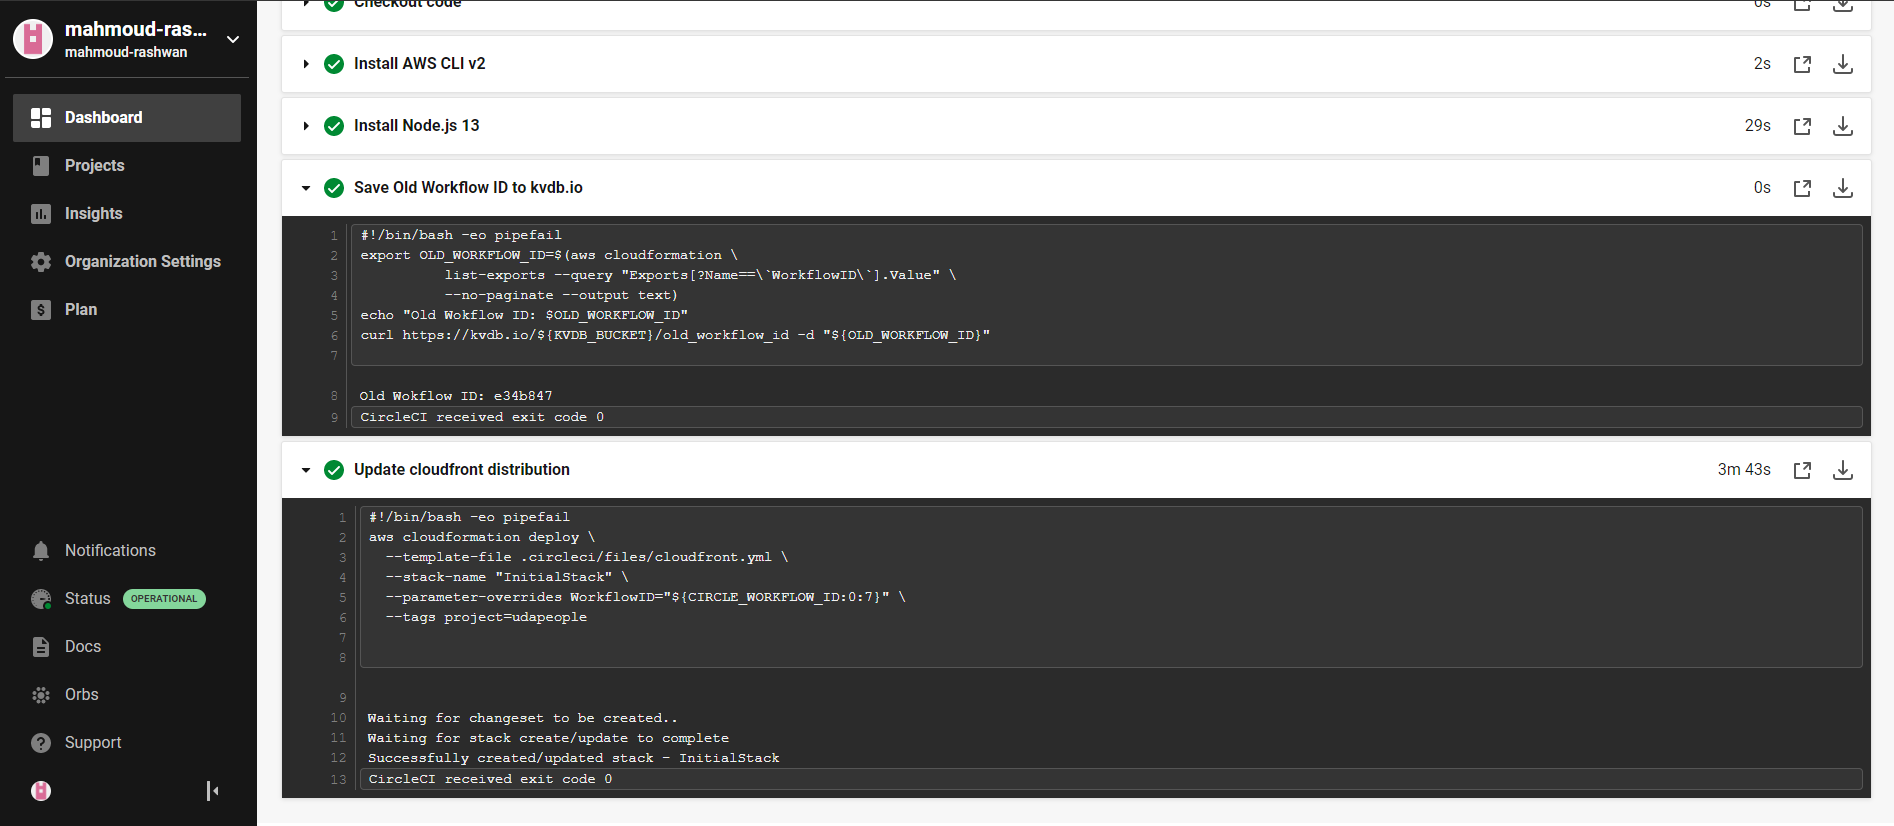 mahmoud-ras...
mahmoud-rashwan
Dashboard
Projects
Insights
Organization Settings
Plan
Notifications
Status OPERATIONAL
Docs
Orbs
Support
Checkout code 0s
Install AWS CLI v2 2s
Install Node.js 13 29s
Save Old Workflow ID to kvdb.io 0s
1 #!/bin/bash -eo pipefail
2 export OLD_WORKFLOW_ID=$(aws cloudformation \
3 list-exports --query "Exports[?Name==\`WorkflowID\`].Value" \
4 --no-paginate --output text)
5 echo "Old Wokflow ID: $OLD_WORKFLOW_ID"
6 curl https://kvdb.io/${KVDB_BUCKET}/old_workflow_id -d "${OLD_WORKFLOW_ID}"
7
8 Old Wokflow ID: e34b847
9 CircleCI received exit code 0
Update cloudfront distribution 3m 43s
1 #!/bin/bash -eo pipefail
2 aws cloudformation deploy \
3 --template-file .circleci/files/cloudfront.yml \
4 --stack-name "InitialStack" \
5 --parameter-overrides WorkflowID="${CIRCLE_WORKFLOW_ID:0:7}" \
6 --tags project=udapeople
7
8
9
10 Waiting for changeset to be created..
11 Waiting for stack create/update to complete
12 Successfully created/updated stack - InitialStack
13 CircleCI received exit code 0